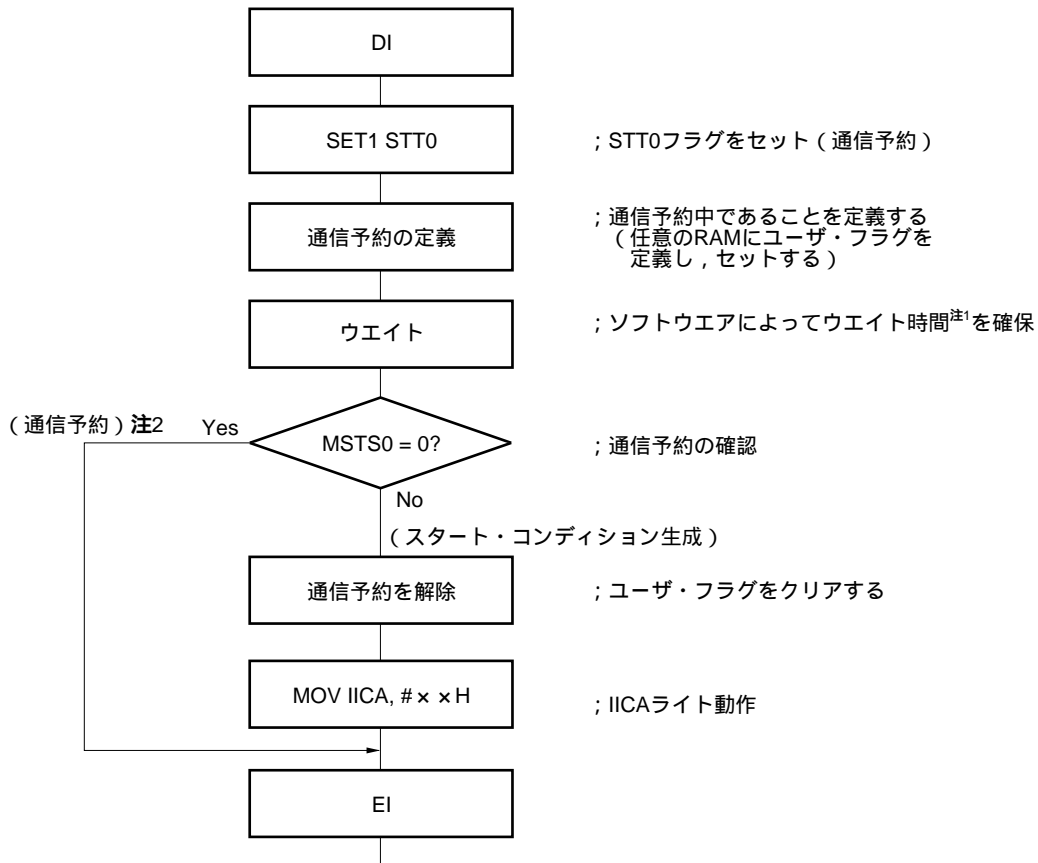 DI
SET1 STT0
；STT0フラグをセット（通信予約）
通信予約の定義
；通信予約中であることを定義する
（任意のRAMにユーザ・フラグを
定義し，セットする）
ウエイト
；ソフトウエアによってウエイト時間注1を確保
（通信予約）注2
Yes
MSTS0 = 0?
；通信予約の確認
No
（スタート・コンディション生成）
通信予約を解除
；ユーザ・フラグをクリアする
MOV IICA, #××H
；IICAライト動作
EI